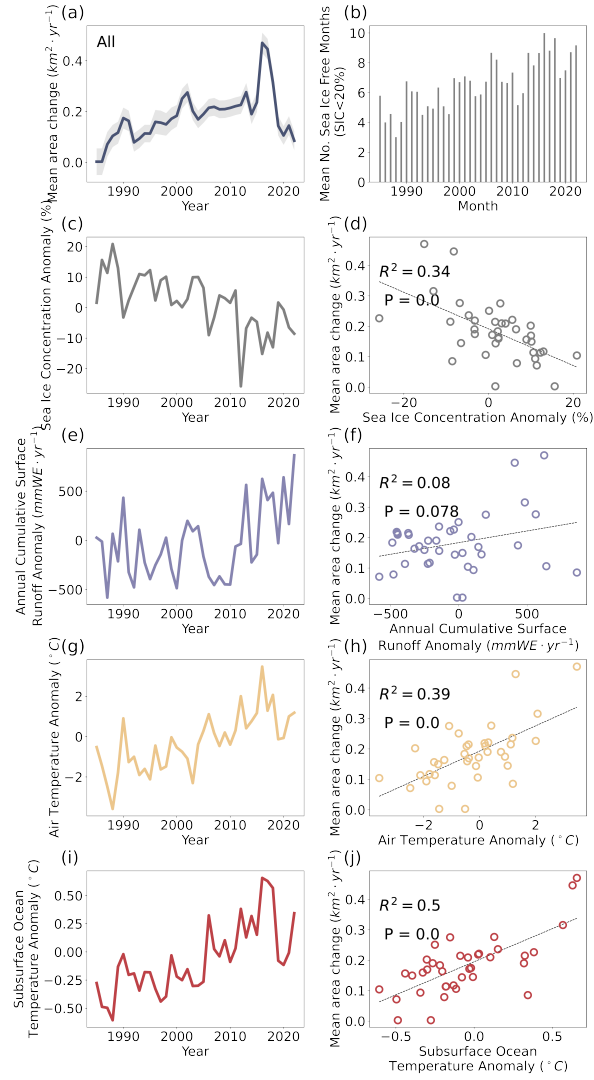 (a)
All
Mean area change (km² · yr⁻¹)
0.4
0.2
0.0
1990 2000 2010 2020
Year
(b)
Mean No. Sea Ice Free Months
(SIC<20%)
10
8
6
4
2
0
1990 2000 2010 2020
Month
(c)
Sea Ice Concentration Anomaly (%)
20
10
0
−10
−20
1990 2000 2010 2020
Year
(d)
Mean area change (km² · yr⁻¹)
R² = 0.34
P = 0.0
0.4
0.3
0.2
0.1
0.0
−20 0 20
Sea Ice Concentration Anomaly (%)
(e)
Annual Cumulative Surface
Runoff Anomaly (mmWE · yr⁻¹)
500
0
−500
1990 2000 2010 2020
Year
(f)
Mean area change (km² · yr⁻¹)
R² = 0.08
P = 0.078
0.4
0.3
0.2
0.1
0.0
−500 0 500
Annual Cumulative Surface
Runoff Anomaly (mmWE · yr⁻¹)
(g)
Air Temperature Anomaly (°C)
2
0
−2
1990 2000 2010 2020
Year
(h)
Mean area change (km² · yr⁻¹)
R² = 0.39
P = 0.0
0.4
0.3
0.2
0.1
0.0
−2 0 2
Air Temperature Anomaly (°C)
(i)
Subsurface Ocean
Temperature Anomaly (°C)
0.50
0.25
0.00
−0.25
−0.50
1990 2000 2010 2020
Year
(j)
Mean area change (km² · yr⁻¹)
R² = 0.5
P = 0.0
0.4
0.3
0.2
0.1
0.0
−0.5 0.0 0.5
Subsurface Ocean
Temperature Anomaly (°C)